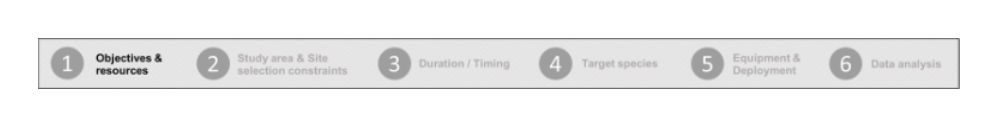 1 Objectives &
resources
2 Study area & Site
selection constraints
3 Duration / Timing
4 Target species
5 Equipment &
Deployment
6 Data analysis